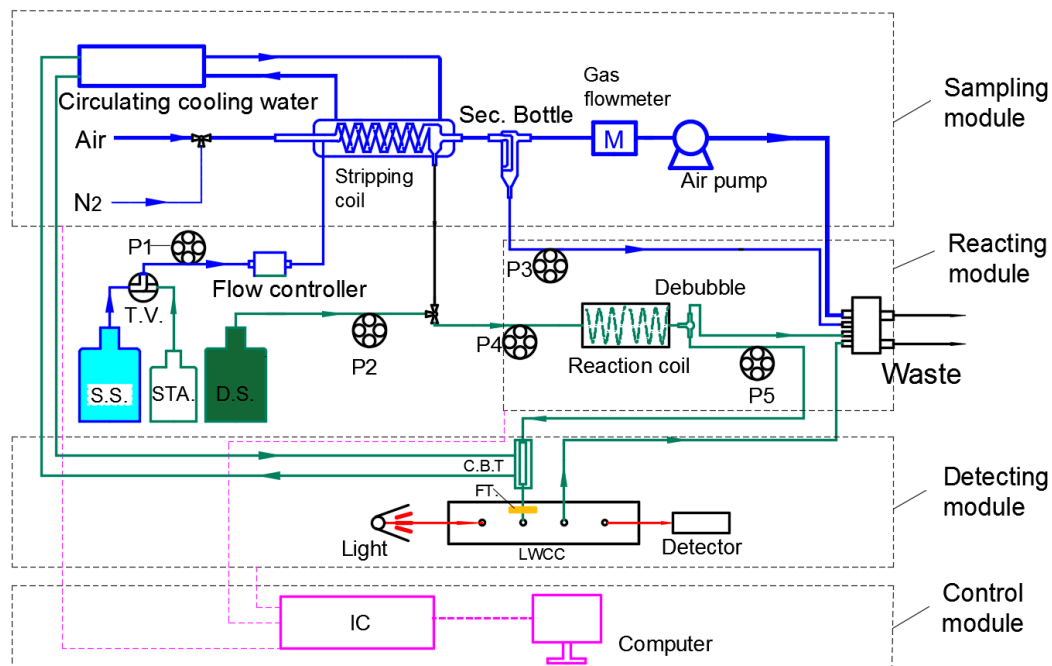 Circulating cooling water
Air
N2
Stripping
coil
Sec. Bottle
Gas
flowmeter
M
Air pump
Sampling
module
P1
T.V.
Flow controller
S.S.
STA.
D.S.
P2
P3
P4
Debubble
Reaction coil
P5
Reacting
module
Waste
C.B.T
FT.
Light
LWCC
Detector
Detecting
module
IC
Computer
Control
module